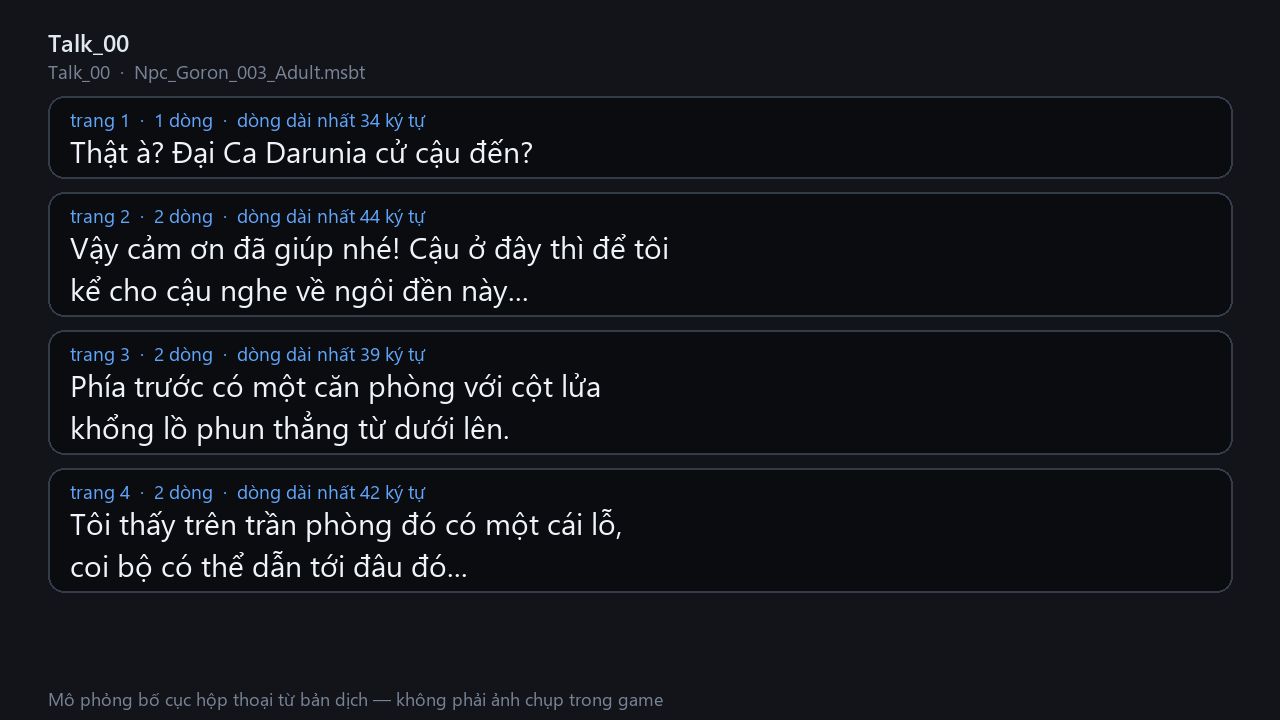 Talk_00
Talk_00 · Npc_Goron_003_Adult.msbt
trang 1 · 1 dòng · dòng dài nhất 34 ký tự
Thật à? Đại Ca Darunia cử cậu đến?
trang 2 · 2 dòng · dòng dài nhất 44 ký tự
Vậy cảm ơn đã giúp nhé! Cậu ở đây thì để tôi
kể cho cậu nghe về ngôi đền này...
trang 3 · 2 dòng · dòng dài nhất 39 ký tự
Phía trước có một căn phòng với cột lửa
khổng lồ phun thẳng từ dưới lên.
trang 4 · 2 dòng · dòng dài nhất 42 ký tự
Tôi thấy trên trần phòng đó có một cái lỗ,
coi bộ có thể dẫn tới đâu đó...
Mô phỏng bố cục hộp thoại từ bản dịch — không phải ảnh chụp trong game